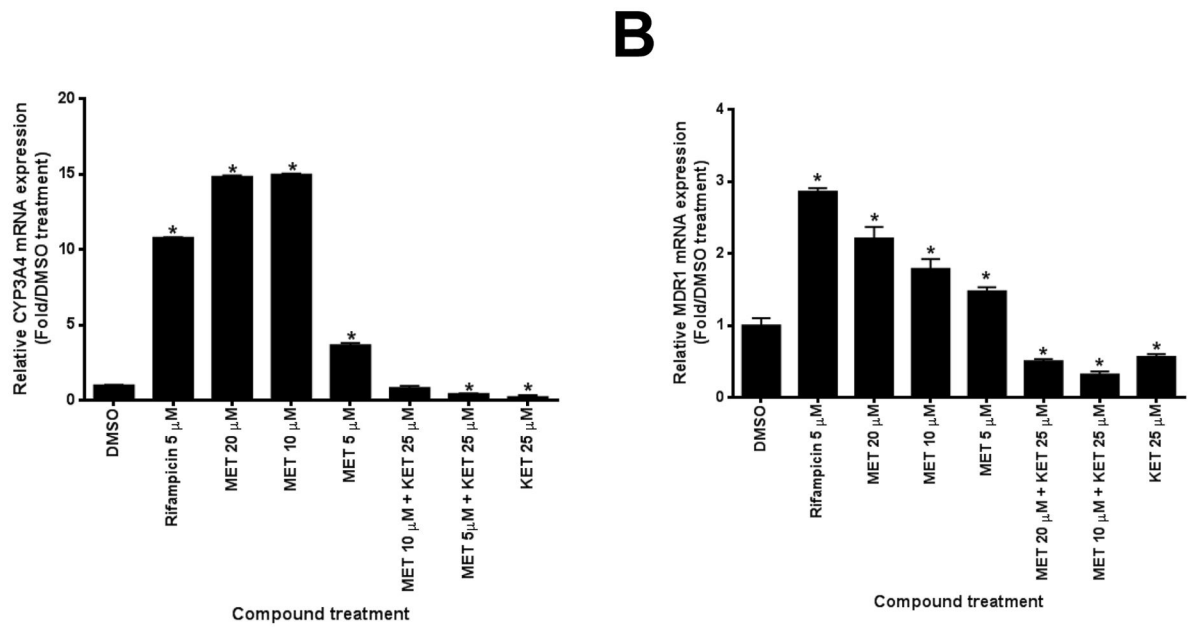 B
Relative CYP3A4 mRNA expression
(Fold/DMSO treatment)
20
15
10
5
0
*
*
*
*
*
*
DMSO
Rifampicin 5 μM
MET 20 μM
MET 10 μM
MET 5 μM
MET 10 μM + KET 25 μM
MET 5μM + KET 25 μM
KET 25 μM
Compound treatment
Relative MDR1 mRNA expression
(Fold/DMSO treatment)
4
3
2
1
0
*
*
*
*
*
*
*
DMSO
Rifampicin 5 μM
MET 20 μM
MET 10 μM
MET 5 μM
MET 20 μM + KET 25 μM
MET 10 μM + KET 25 μM
KET 25 μM
Compound treatment